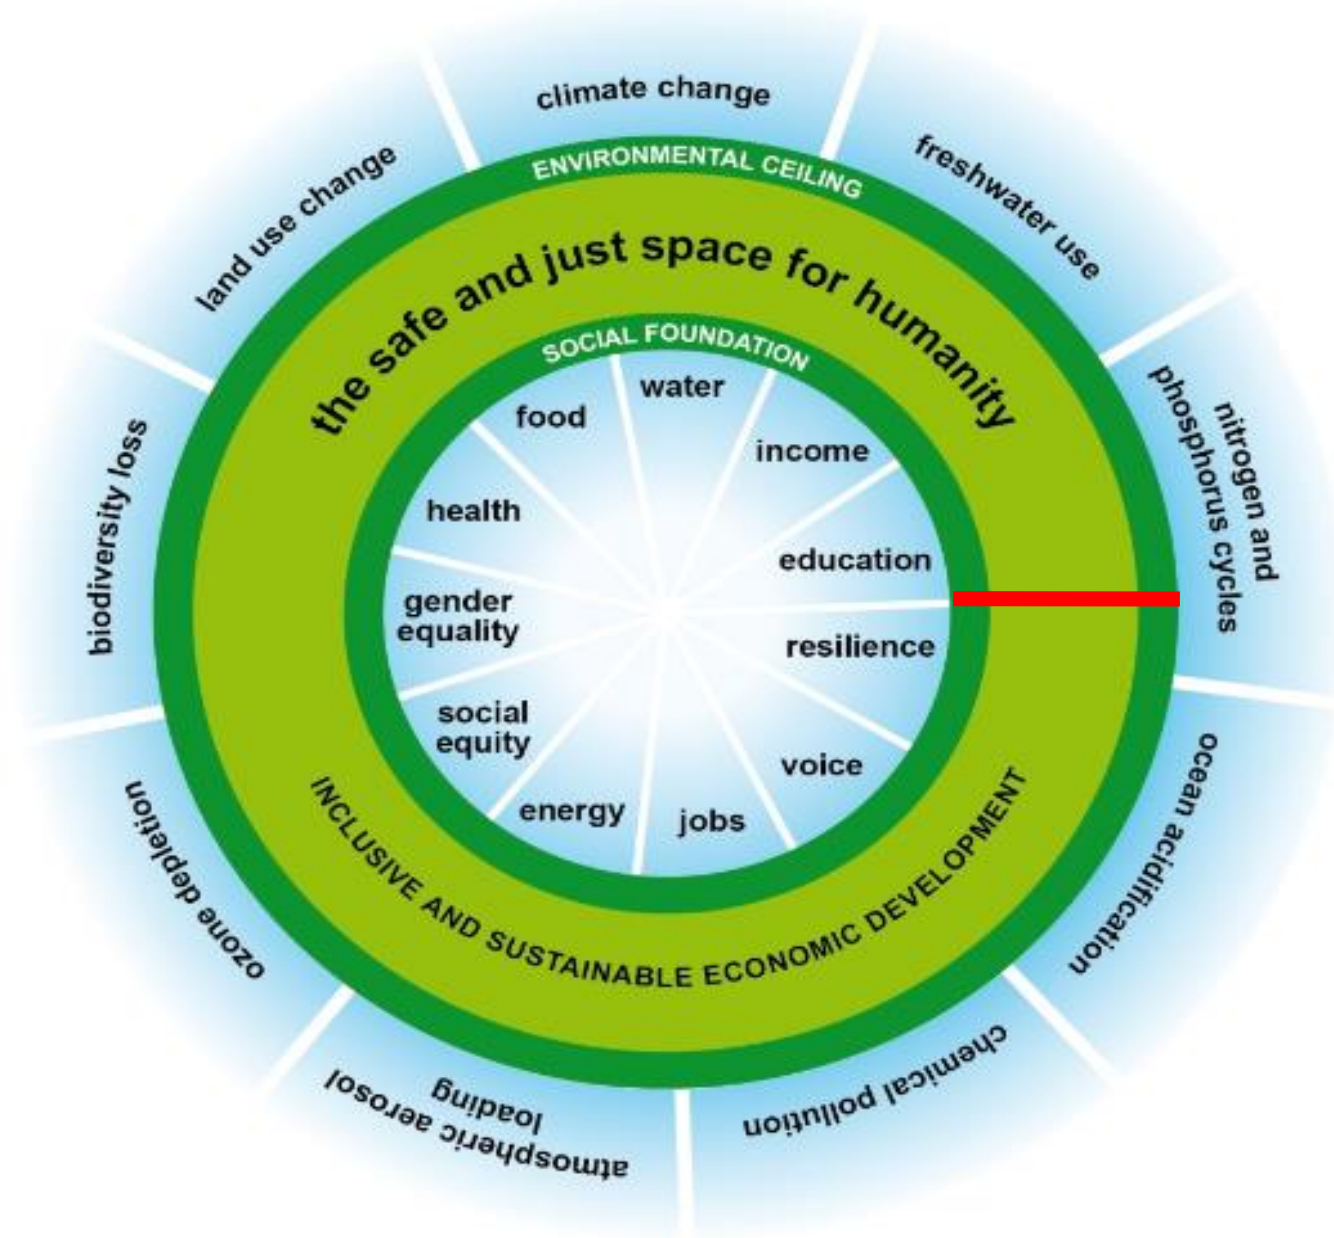 climate change
freshwater use
nitrogen and
phosphorus cycles
ocean acidification
chemical pollution
atmospheric aerosol
loading
ozone depletion
biodiversity loss
land use change
ENVIRONMENTAL CEILING
the safe and just space for humanity
SOCIAL FOUNDATION
water
income
education
resilience
voice
jobs
energy
social
equity
gender
equality
health
food
INCLUSIVE AND SUSTAINABLE ECONOMIC DEVELOPMENT